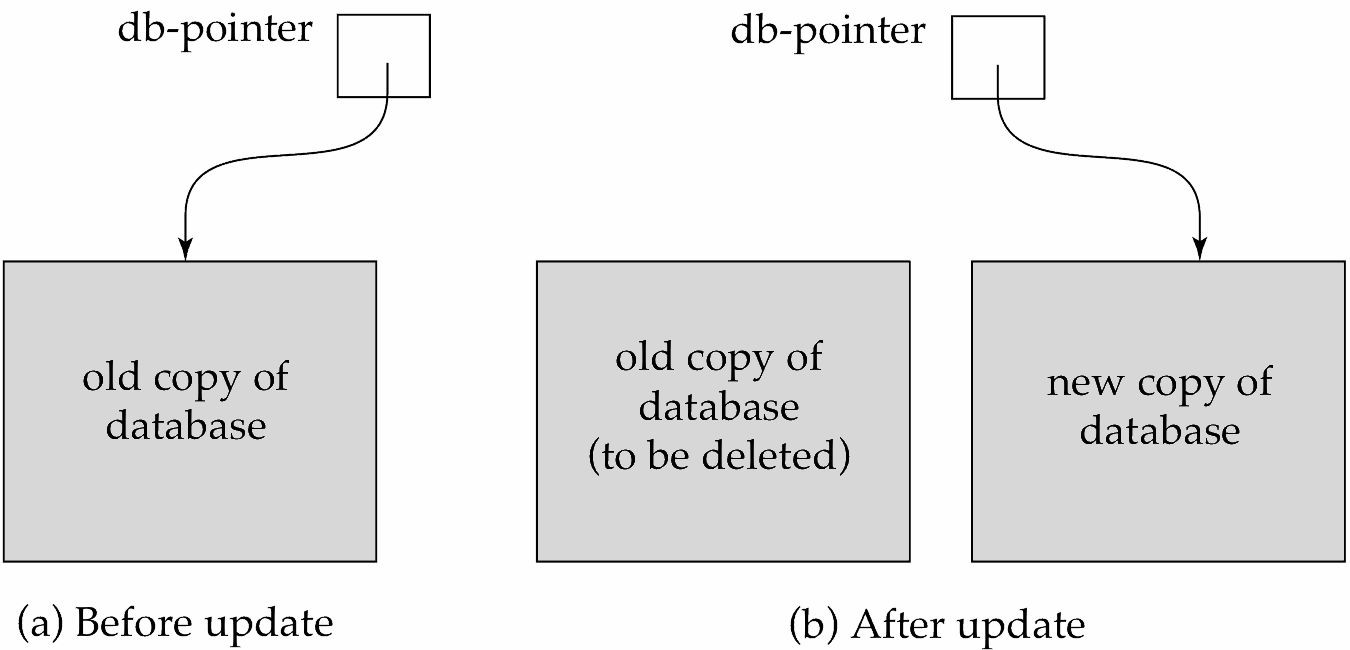 db-pointer
old copy of
database
(a) Before update
db-pointer
old copy of
database
(to be deleted)
new copy of
database
(b) After update